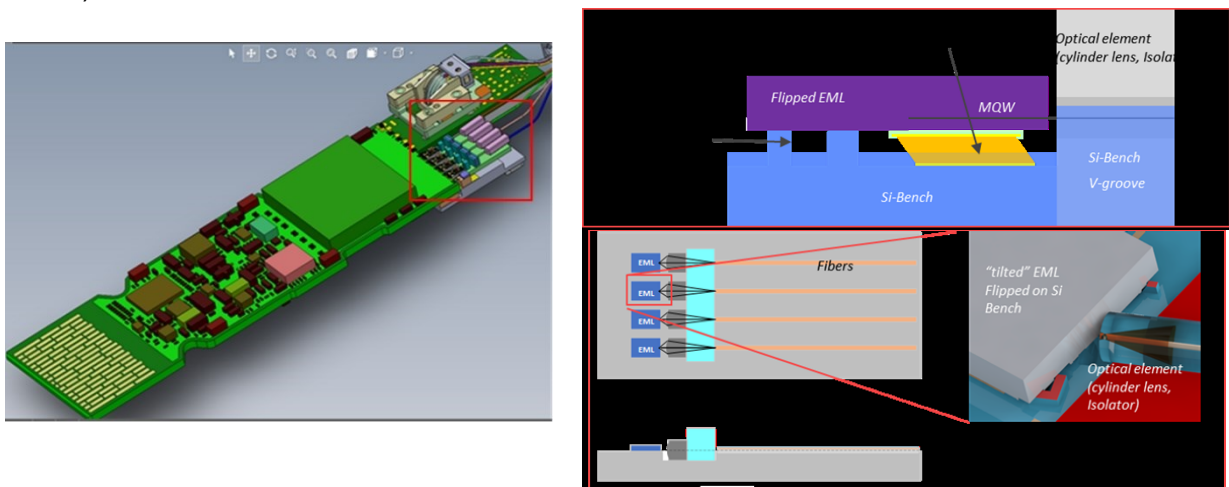 Optical element
(cylinder lens, Isolat
Flipped EML
MQW
Si-Bench
V-groove
Si-Bench
EML
Fibers
EML
EML
EML
"tilted" EML
Flipped on Si
Bench
Optical element
(cylinder lens,
Isolator)